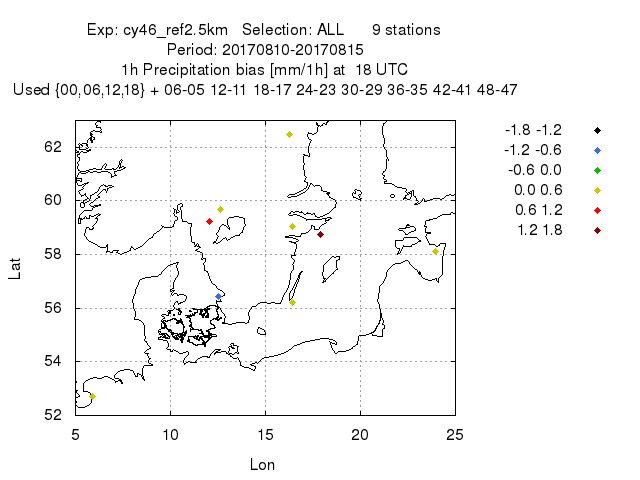 Exp: cy46_ref2.5km   Selection: ALL      9 stations
Period: 20170810-20170815
1h Precipitation bias [mm/1h] at  18 UTC
Used {00,06,12,18} + 06-05 12-11 18-17 24-23 30-29 36-35 42-41 48-47
62
60
58
56
54
52
Lat
5 10 15 20 25
Lon
-1.8 -1.2
-1.2 -0.6
-0.6 0.0
0.0 0.6
0.6 1.2
1.2 1.8